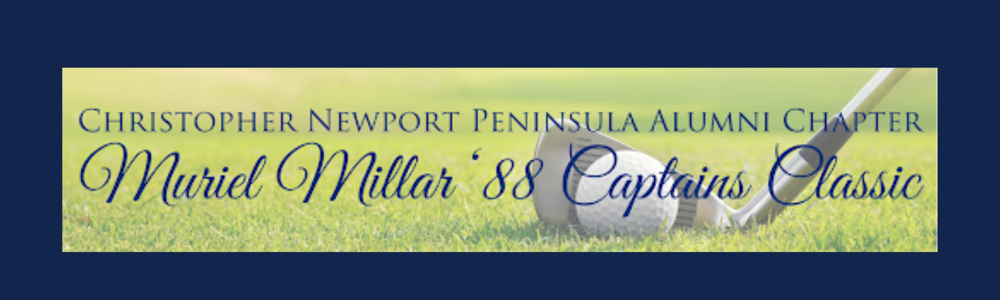 Christopher Newport Peninsula Alumni Chapter
Muriel Millar ‘88 Captains Classic